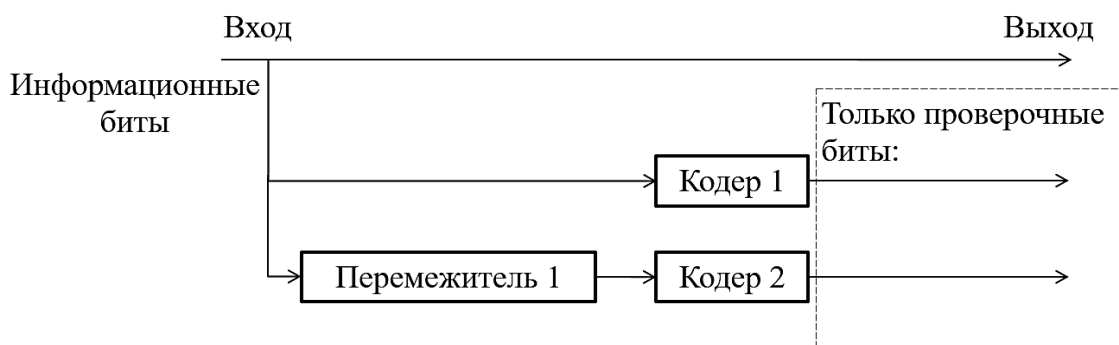 Вход
Выход
Информационные
биты
Только проверочные
биты:
Кодер 1
Перемежитель 1
Кодер 2